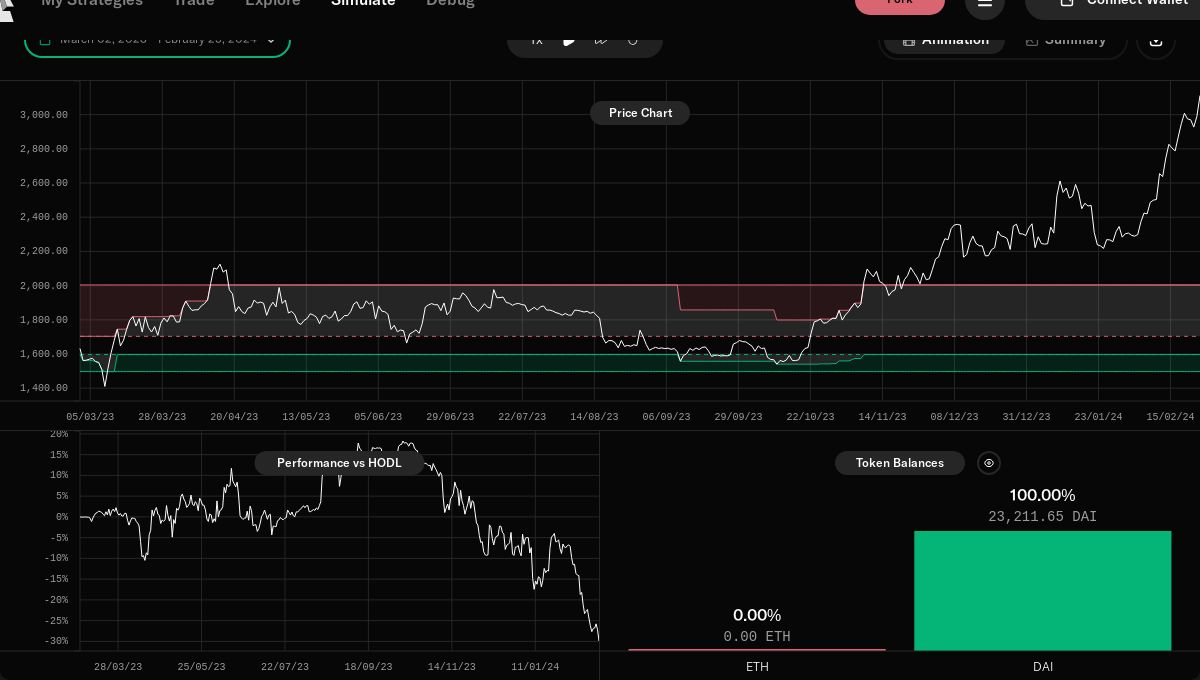 My Strategies Trade Explore Simulate Debug Fork Connect Wallet
March 02, 2023 - February 25, 2024 1x Animation Summary
Price Chart
3,000.00
2,800.00
2,600.00
2,400.00
2,200.00
2,000.00
1,800.00
1,600.00
1,400.00
05/03/23 28/03/23 20/04/23 13/05/23 05/06/23 29/06/23 22/07/23 14/08/23 06/09/23 29/09/23 22/10/23 14/11/23 08/12/23 31/12/23 23/01/24 15/02/24
Performance vs HODL
20%
15%
10%
5%
0%
-5%
-10%
-15%
-20%
-25%
-30%
28/03/23 25/05/23 22/07/23 18/09/23 14/11/23 11/01/24
Token Balances
100.00%
23,211.65 DAI
0.00%
0.00 ETH
ETH DAI